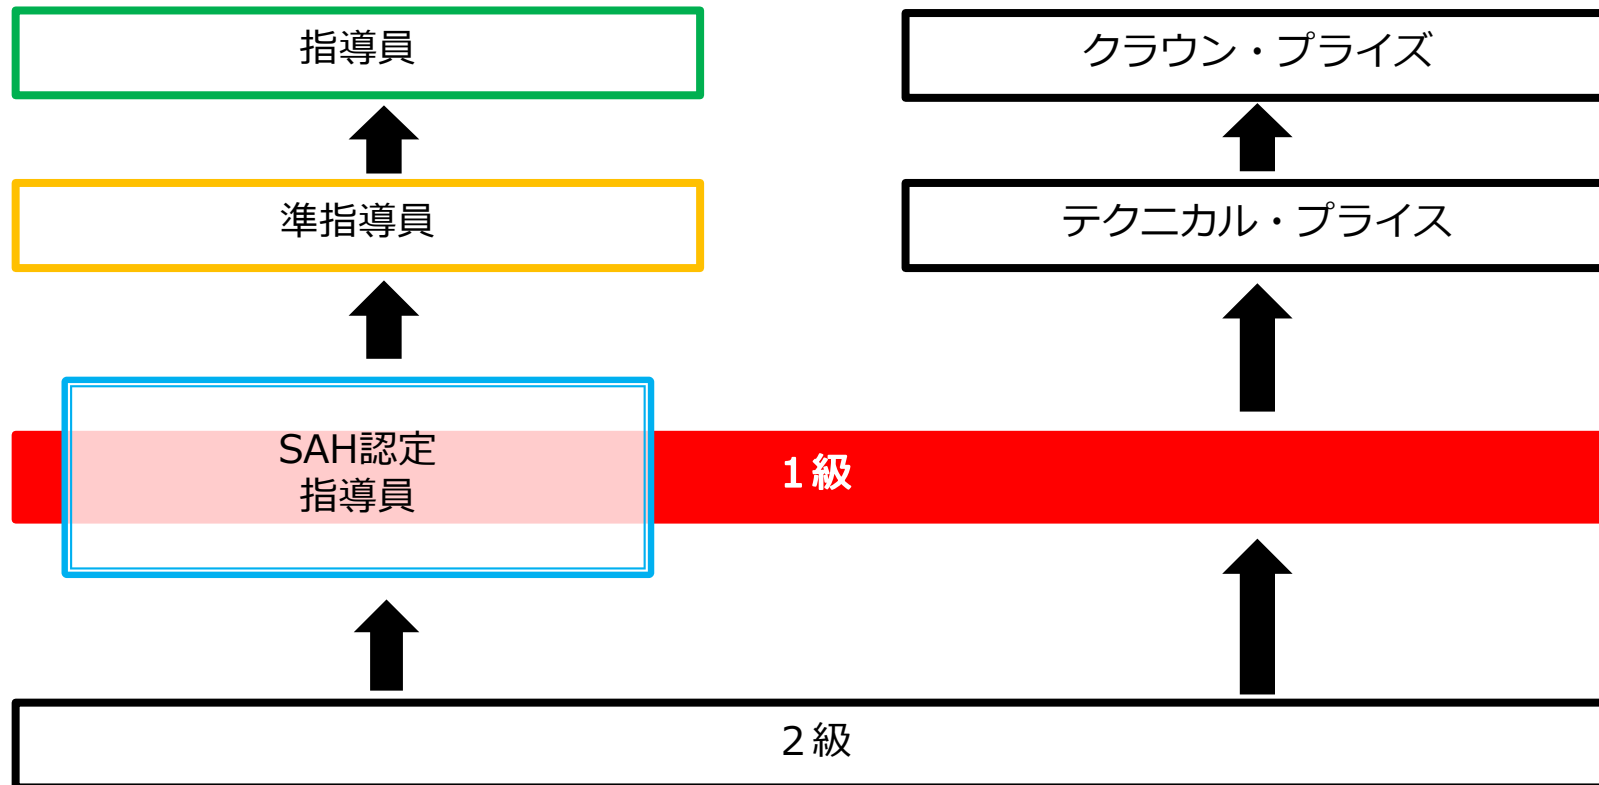 指導員
クラウン・プライズ
準指導員
テクニカル・プライス
SAH認定
指導員
１級
２級